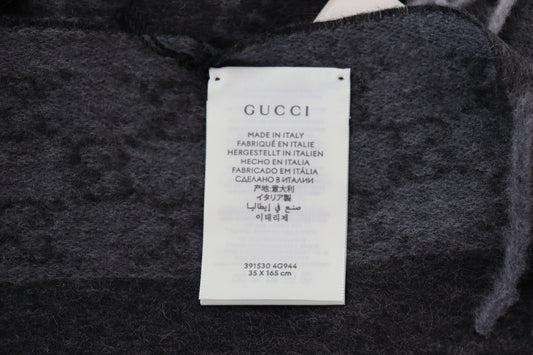 GUCCI
MADE IN ITALY
FABRIQUÉ EN ITALIE
HERGESTELLT IN ITALIEN
HECHO EN ITALIA
FABRICADO EM ITÁLIA
СДЕЛАНО В ИТАЛИИ
产地:意大利
イタリア製
صنع في إيطاليا
이태리제
391530 4G944
35 X 165 cm